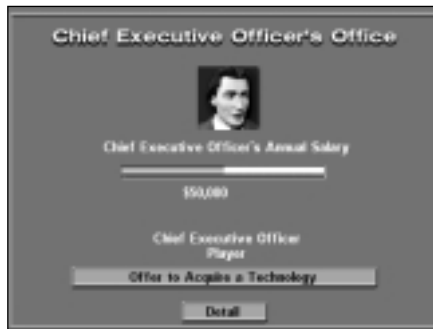 Chief Executive Officer's Office
Chief Executive Officer's Annual Salary
$50,000
Chief Executive Officer
Player
Offer to Acquire a Technology
Detail